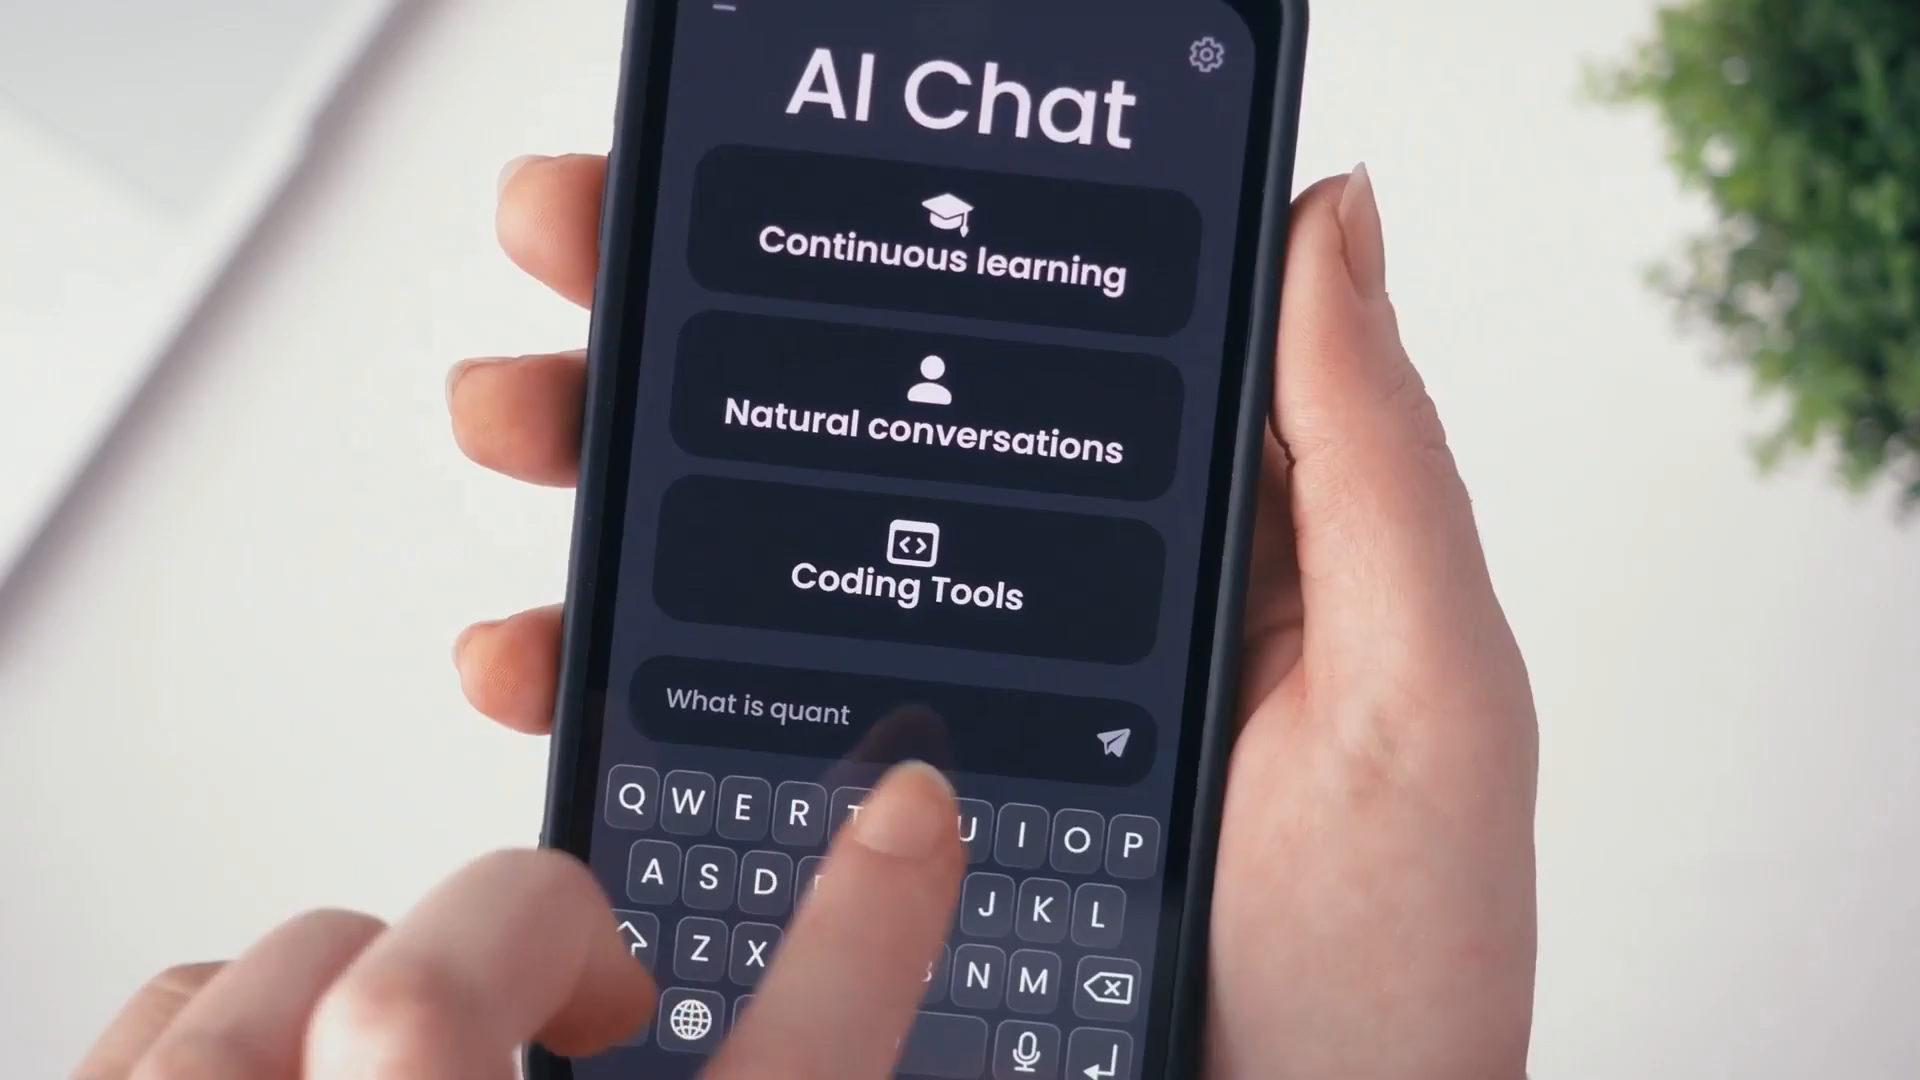 AI Chat
Continuous learning
Natural conversations
Coding Tools
What is quant
Q W E R T U I O P
A S D J K L
Z X B N M